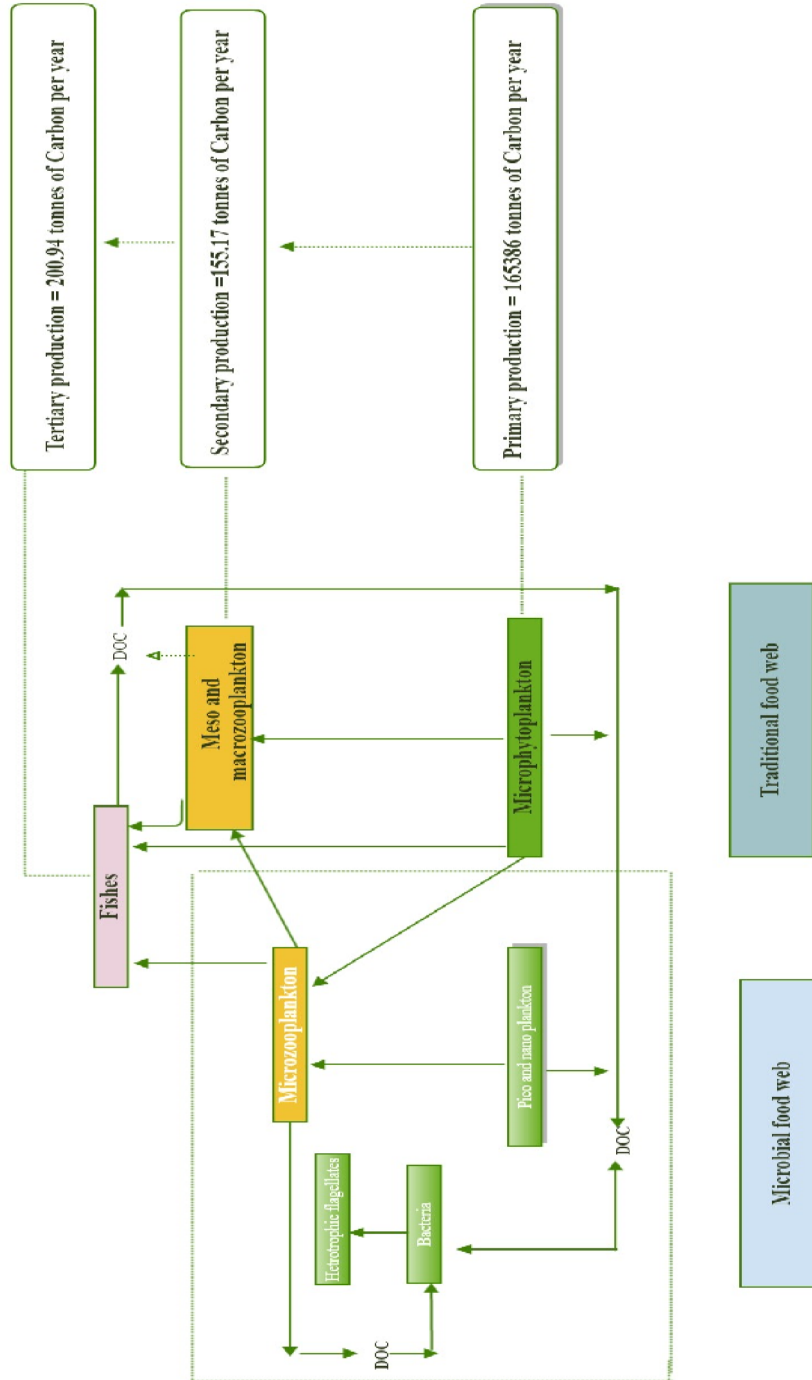 Tertiary production = 200.94 tonnes of Carbon per year
Secondary production =155.17 tonnes of Carbon per year
Primary production = 165386 tonnes of Carbon per year
Fishes
DOC
Meso and
macrozooplankton
Microzooplankton
Microphytoplankton
Hetrotrophic flagellates
Bacteria
Pico and nano plankton
DOC
DOC
Microbial food web
Traditional food web